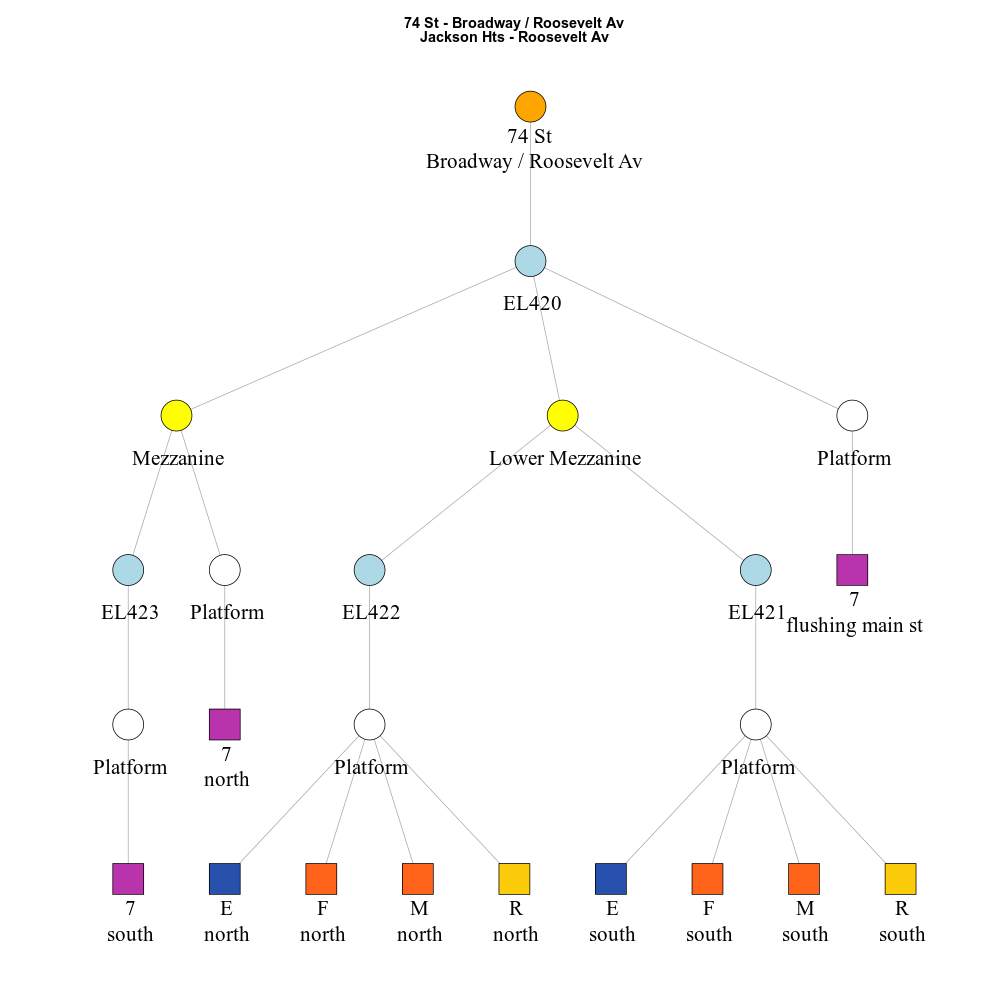 74 St - Broadway / Roosevelt Av
Jackson Hts - Roosevelt Av
74 St
Broadway / Roosevelt Av
EL420
Mezzanine
Lower Mezzanine
Platform
EL423
Platform
EL422
EL421
7
flushing main st
Platform
7
north
Platform
Platform
7
south
E
north
F
north
M
north
R
north
E
south
F
south
M
south
R
south